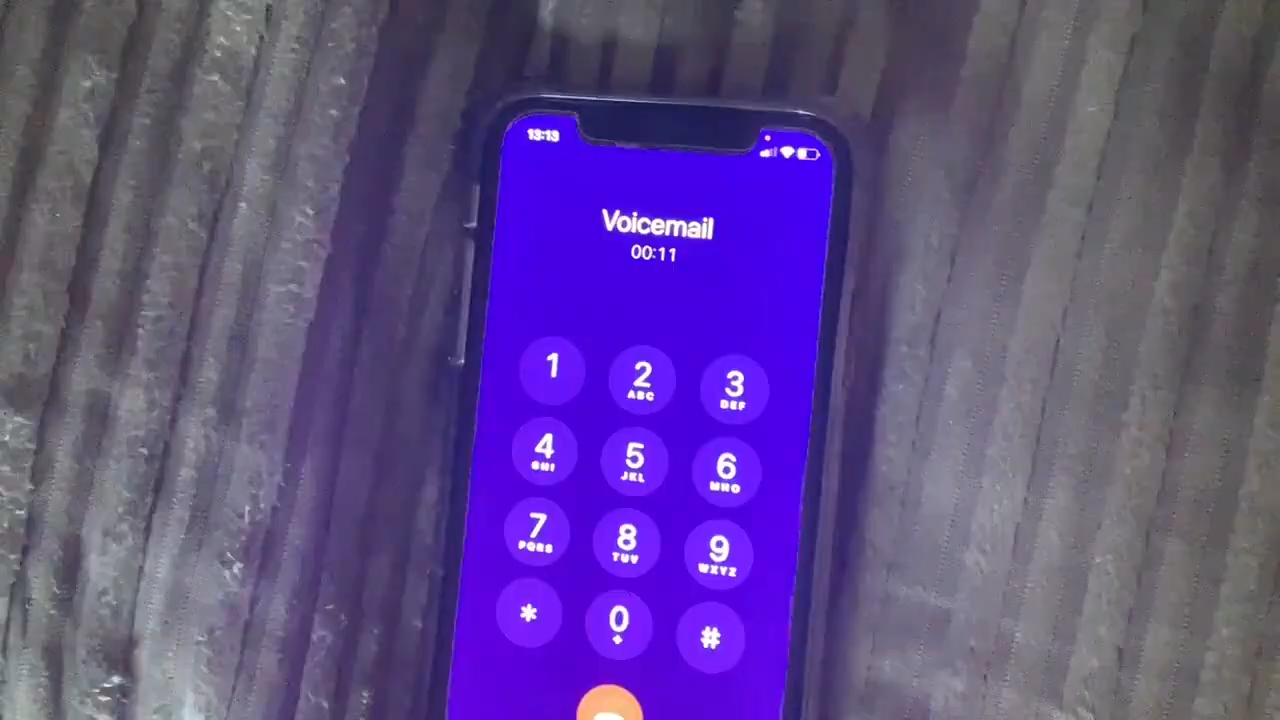 13:13
Voicemail
00:11
1 2 3
ABC DEF
4 5 6
GHI JKL MNO
7 8 9
PQRS TUV WXYZ
* 0 #
+